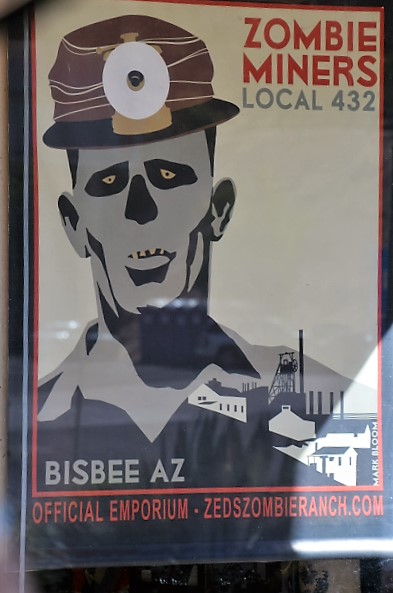 ZOMBIE
MINERS
LOCAL 432
MARK BLOOM
BISBEE AZ
OFFICIAL EMPORIUM - ZEDSZOMBIERANCH.COM